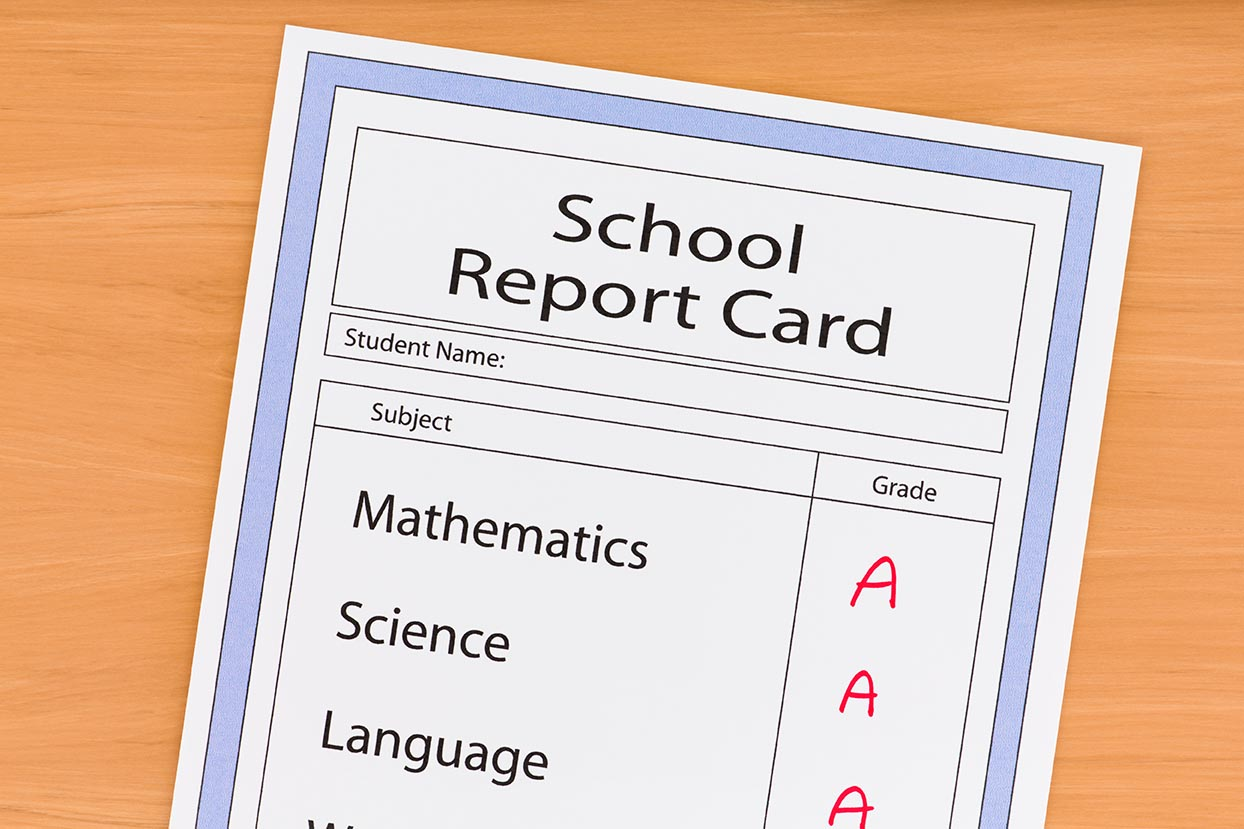 School
Report Card
Student Name:
Subject Grade
Mathematics A
Science A
Language A